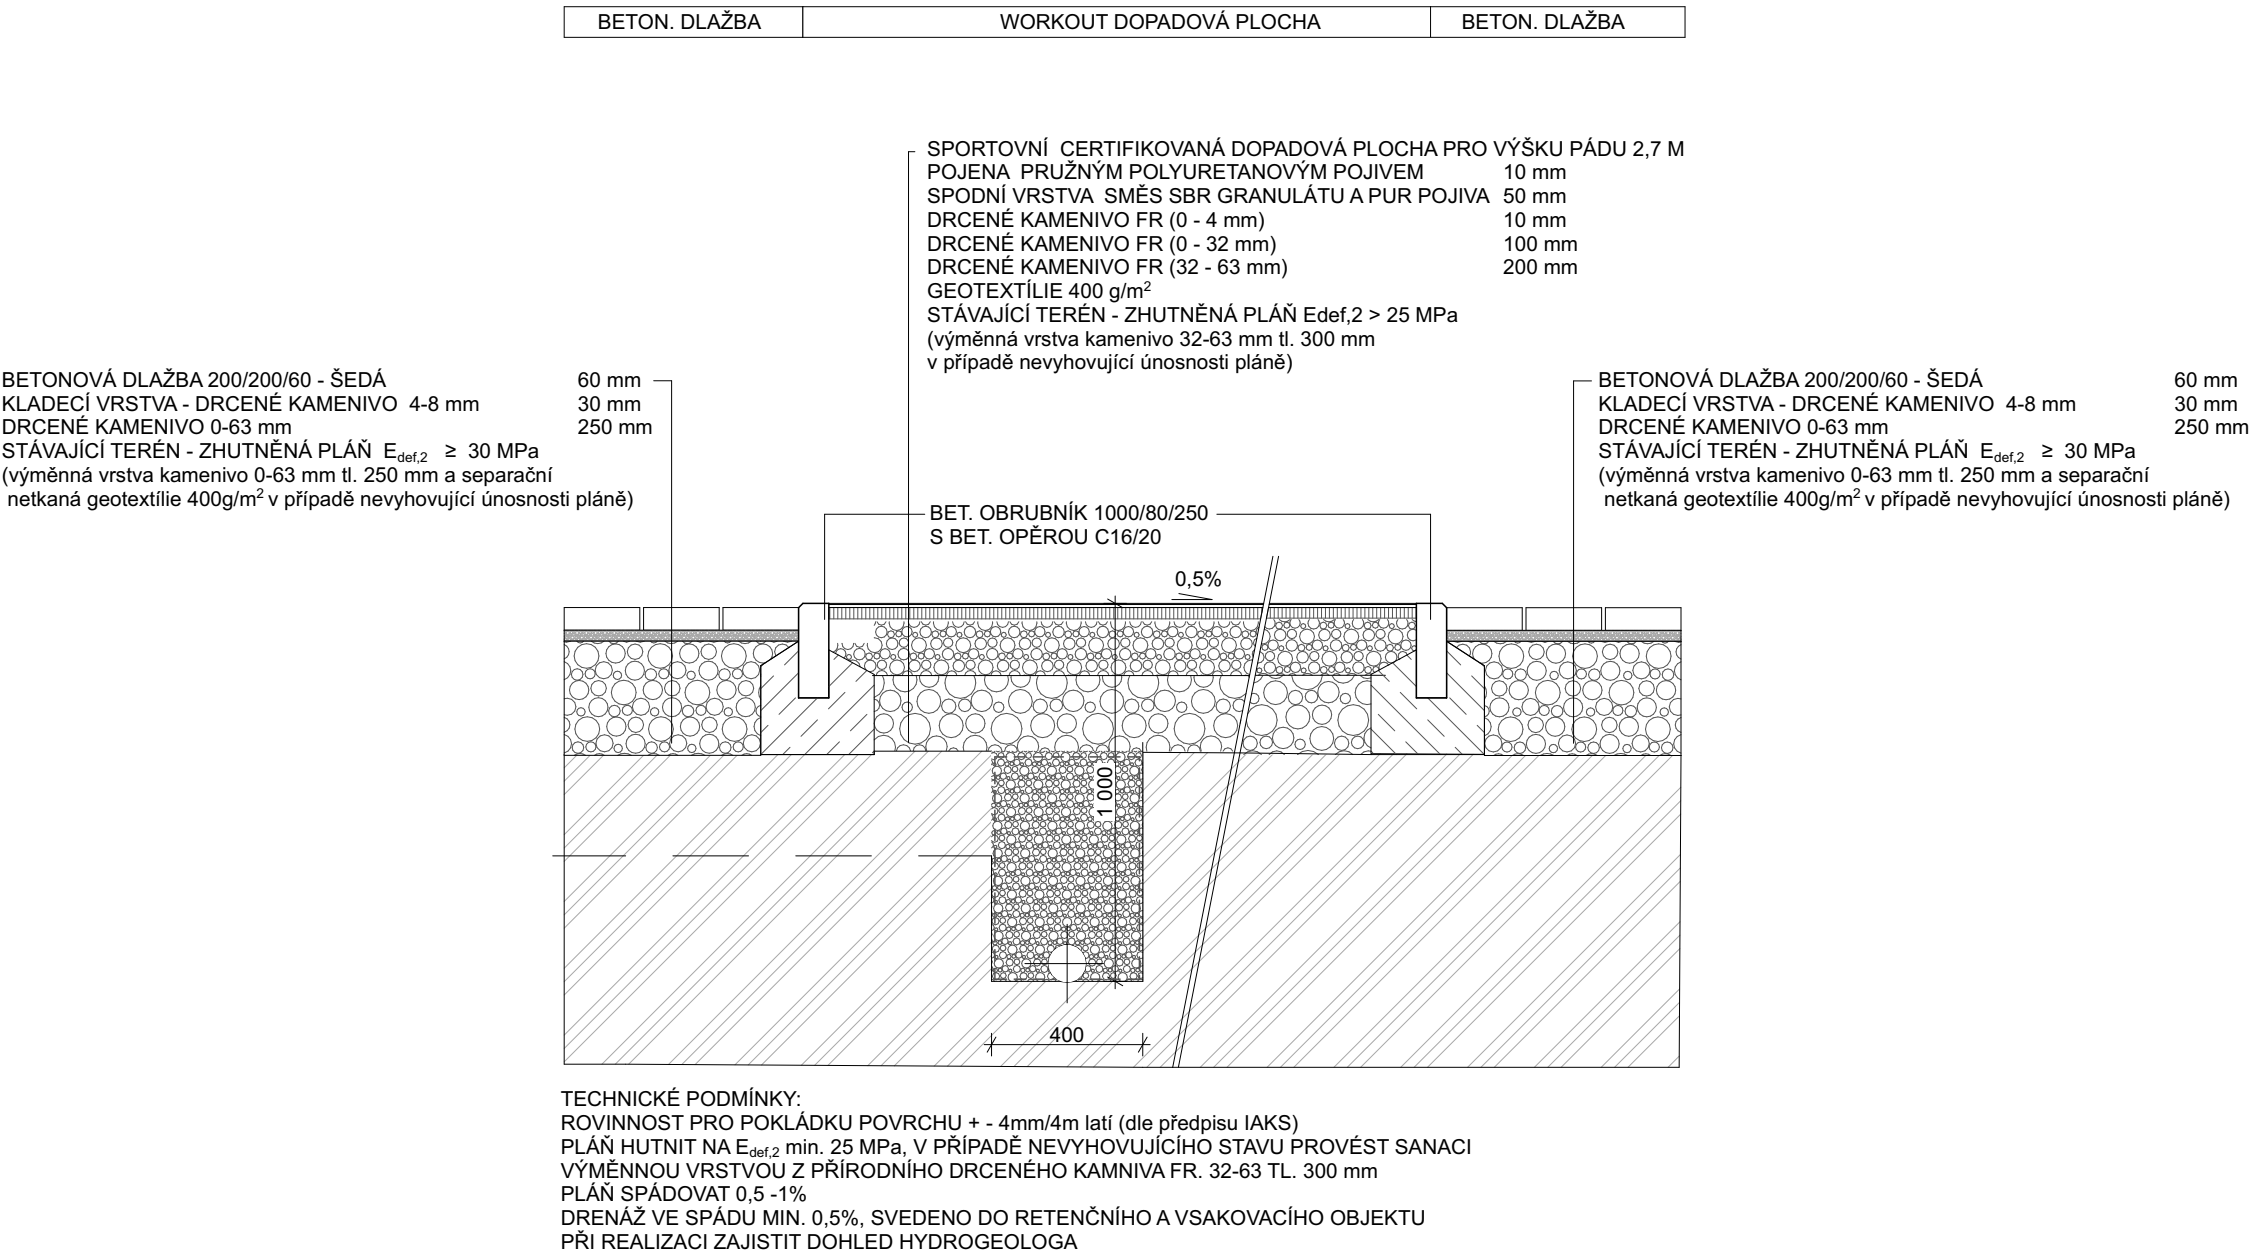 BETON. DLAŽBA WORKOUT DOPADOVÁ PLOCHA BETON. DLAŽBA
SPORTOVNÍ CERTIFIKOVANÁ DOPADOVÁ PLOCHA PRO VÝŠKU PÁDU 2,7 M
POJENA PRUŽNÝM POLYURETANOVÝM POJIVEM 10 mm
SPODNÍ VRSTVA SMĚS SBR GRANULÁTU A PUR POJIVA 50 mm
DRCENÉ KAMENIVO FR (0 - 4 mm) 10 mm
DRCENÉ KAMENIVO FR (0 - 32 mm) 100 mm
DRCENÉ KAMENIVO FR (32 - 63 mm) 200 mm
GEOTEXTÍLIE 400 g/m²
STÁVAJÍCÍ TERÉN - ZHUTNĚNÁ PLÁŇ Edef,2 > 25 MPa
(výměnná vrstva kamenivo 32-63 mm tl. 300 mm
v případě nevyhovující únosnosti pláně)
BETONOVÁ DLAŽBA 200/200/60 - ŠEDÁ 60 mm
KLADECÍ VRSTVA - DRCENÉ KAMENIVO 4-8 mm 30 mm
DRCENÉ KAMENIVO 0-63 mm 250 mm
STÁVAJÍCÍ TERÉN - ZHUTNĚNÁ PLÁŇ Edef,2 ≥ 30 MPa
(výměnná vrstva kamenivo 0-63 mm tl. 250 mm a separační
netkaná geotextílie 400g/m² v případě nevyhovující únosnosti pláně)
BETONOVÁ DLAŽBA 200/200/60 - ŠEDÁ 60 mm
KLADECÍ VRSTVA - DRCENÉ KAMENIVO 4-8 mm 30 mm
DRCENÉ KAMENIVO 0-63 mm 250 mm
STÁVAJÍCÍ TERÉN - ZHUTNĚNÁ PLÁŇ Edef,2 ≥ 30 MPa
(výměnná vrstva kamenivo 0-63 mm tl. 250 mm a separační
netkaná geotextílie 400g/m² v případě nevyhovující únosnosti pláně)
BET. OBRUBNÍK 1000/80/250
S BET. OPĚROU C16/20
0,5%
1 000
400
TECHNICKÉ PODMÍNKY:
ROVINNOST PRO POKLÁDKU POVRCHU + - 4mm/4m latí (dle předpisu IAKS)
PLÁŇ HUTNIT NA Edef,2 min. 25 MPa, V PŘÍPADĚ NEVYHOVUJÍCÍHO STAVU PROVÉST SANACI
VÝMĚNNOU VRSTVOU Z PŘÍRODNÍHO DRCENÉHO KAMNIVA FR. 32-63 TL. 300 mm
PLÁŇ SPÁDOVAT 0,5 -1%
DRENÁŽ VE SPÁDU MIN. 0,5%, SVEDENO DO RETENČNÍHO A VSAKOVACÍHO OBJEKTU
PŘI REALIZACI ZAJISTIT DOHLED HYDROGEOLOGA